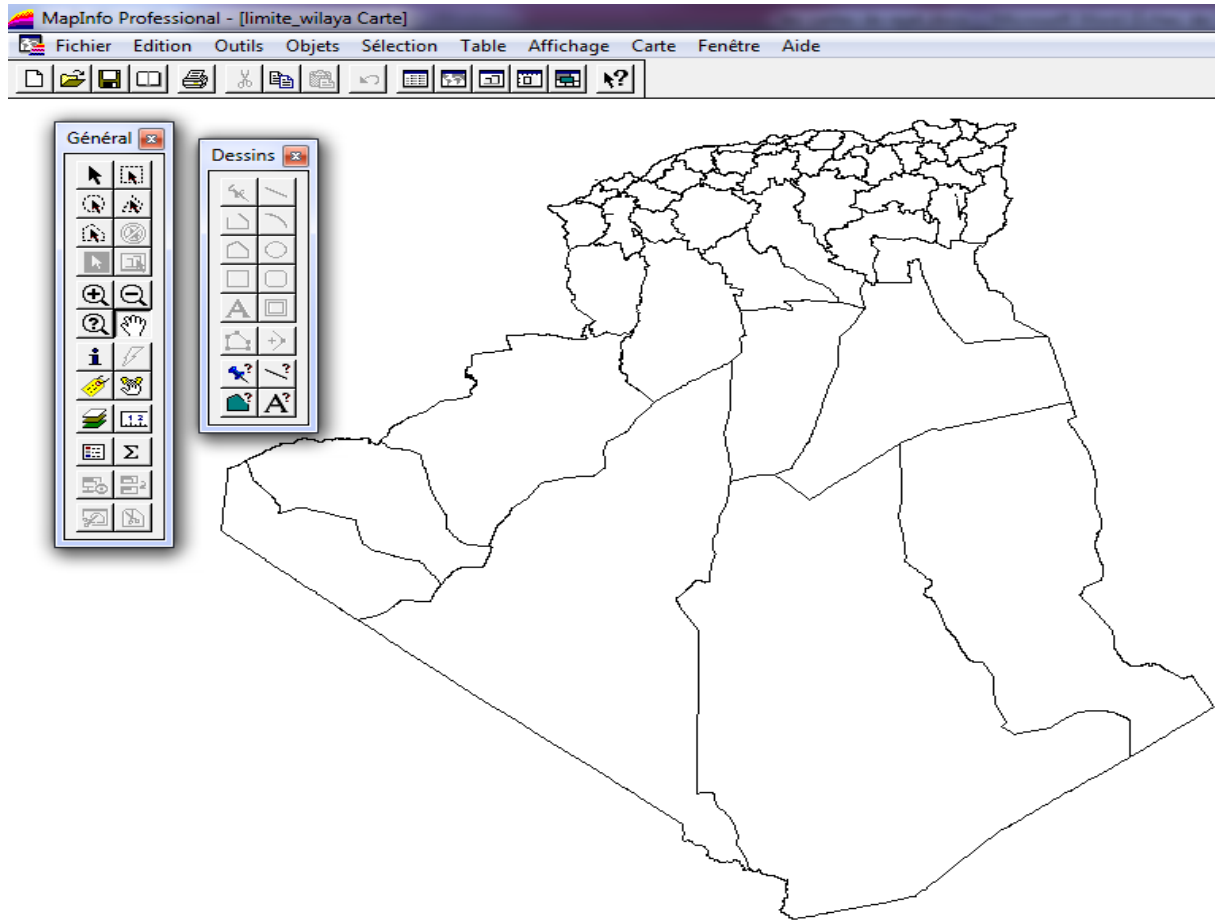 MapInfo Professional - [limite_wilaya Carte]
Fichier Edition Outils Objets Sélection Table Affichage Carte Fenêtre Aide
Général
Dessins